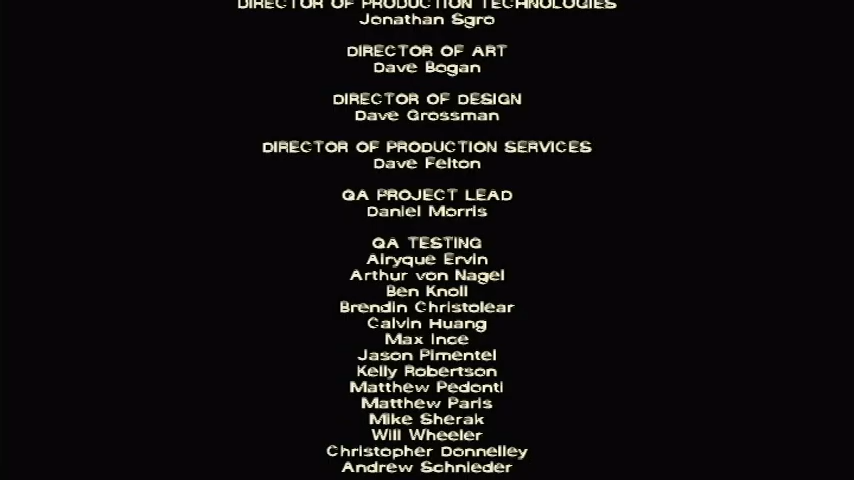 DIRECTOR OF PRODUCTION TECHNOLOGIES
Jonathan Sgro
DIRECTOR OF ART
Dave Bogan
DIRECTOR OF DESIGN
Dave Grossman
DIRECTOR OF PRODUCTION SERVICES
Dave Felton
QA PROJECT LEAD
Daniel Morris
QA TESTING
Airyque Ervin
Arthur von Nagel
Ben Knoll
Brendin Christolear
Calvin Huang
Max Ince
Jason Pimentel
Kelly Robertson
Matthew Pedonti
Matthew Paris
Mike Sherak
Will Wheeler
Christopher Donnelley
Andrew Schnieder